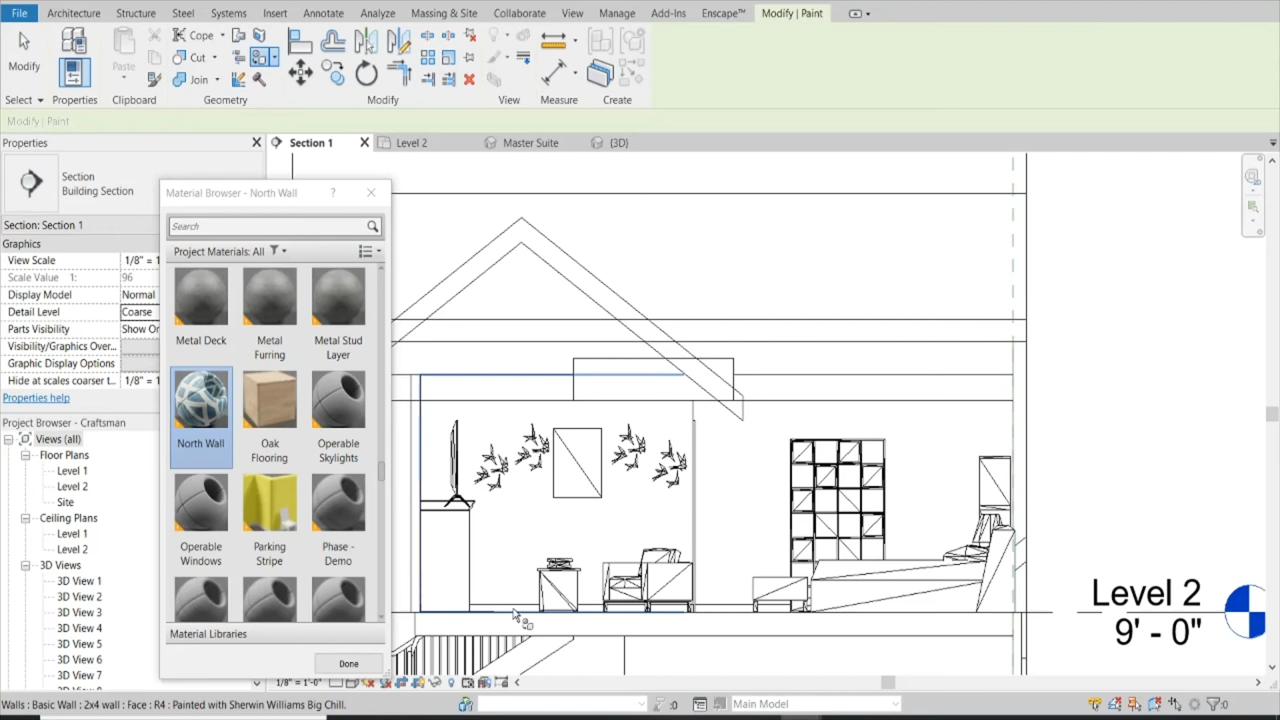 File Architecture Structure Steel Systems Insert Annotate Analyze Massing & Site Collaborate View Manage Add-Ins Enscape™ Modify | Paint
Modify Paste Cope Cut Join
Select Properties Clipboard Geometry Modify View Measure Create
Modify | Paint
Properties
Section 1 Level 2 Master Suite (3D)
Section
Building Section
Section: Section 1
Graphics
View Scale 1/8" = 1
Scale Value 1: 96
Display Model Normal
Detail Level Coarse
Parts Visibility Show Or
Visibility/Graphics Over...
Graphic Display Options
Hide at scales coarser t... 1/8" = 1
Properties help
Project Browser - Craftsman
Views (all)
Floor Plans
Level 1
Level 2
Site
Ceiling Plans
Level 1
Level 2
3D Views
3D View 1
3D View 2
3D View 3
3D View 4
3D View 5
3D View 6
3D View 7
Material Browser - North Wall ?
Search
Project Materials: All
Metal Deck
Metal Furring
Metal Stud Layer
North Wall
Oak Flooring
Operable Skylights
Operable Windows
Parking Stripe
Phase - Demo
Material Libraries
Done
Level 2
9' - 0"
1/8" = 1'-0"
Walls : Basic Wall : 2x4 wall : Face : R4 : Painted with Sherwin Williams Big Chill. :0 Main Model :0